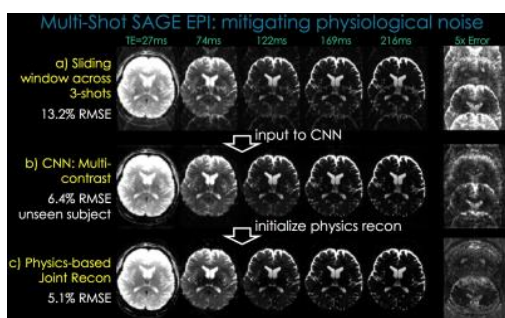 Multi-Shot SAGE EPI: mitigating physiological noise
TE=27ms 74ms 122ms 169ms 216ms 5x Error
a) Sliding
window across
3-shots
13.2% RMSE
input to CNN
b) CNN: Multi-
contrast
6.4% RMSE
unseen subject
initialize physics recon
c) Physics-based
Joint Recon
5.1% RMSE